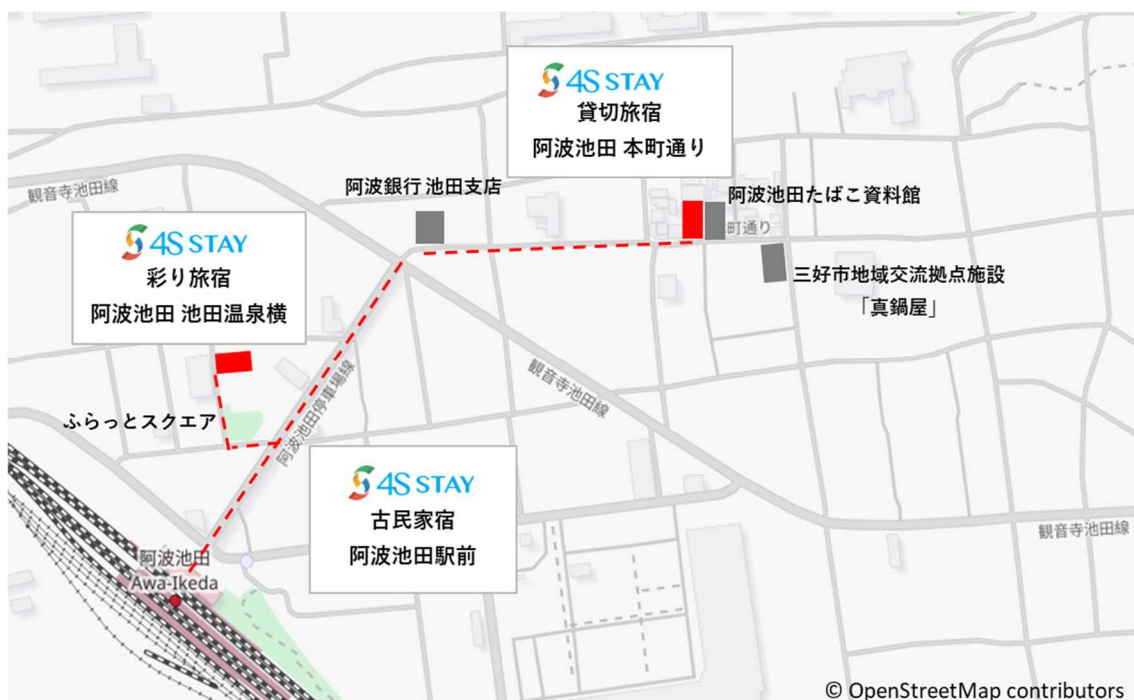 4S STAY
貸切旅宿
阿波池田 本町通り
観音寺池田線
阿波銀行 池田支店
阿波池田たばこ資料館
町通り
4S STAY
彩り旅宿
阿波池田 池田温泉横
三好市地域交流拠点施設
「真鍋屋」
観音寺池田線
阿波池田停車場線
ふらっとスクエア
4S STAY
古民家宿
阿波池田駅前
観音寺池田線
阿波池田
Awa-Ikeda
© OpenStreetMap contributors